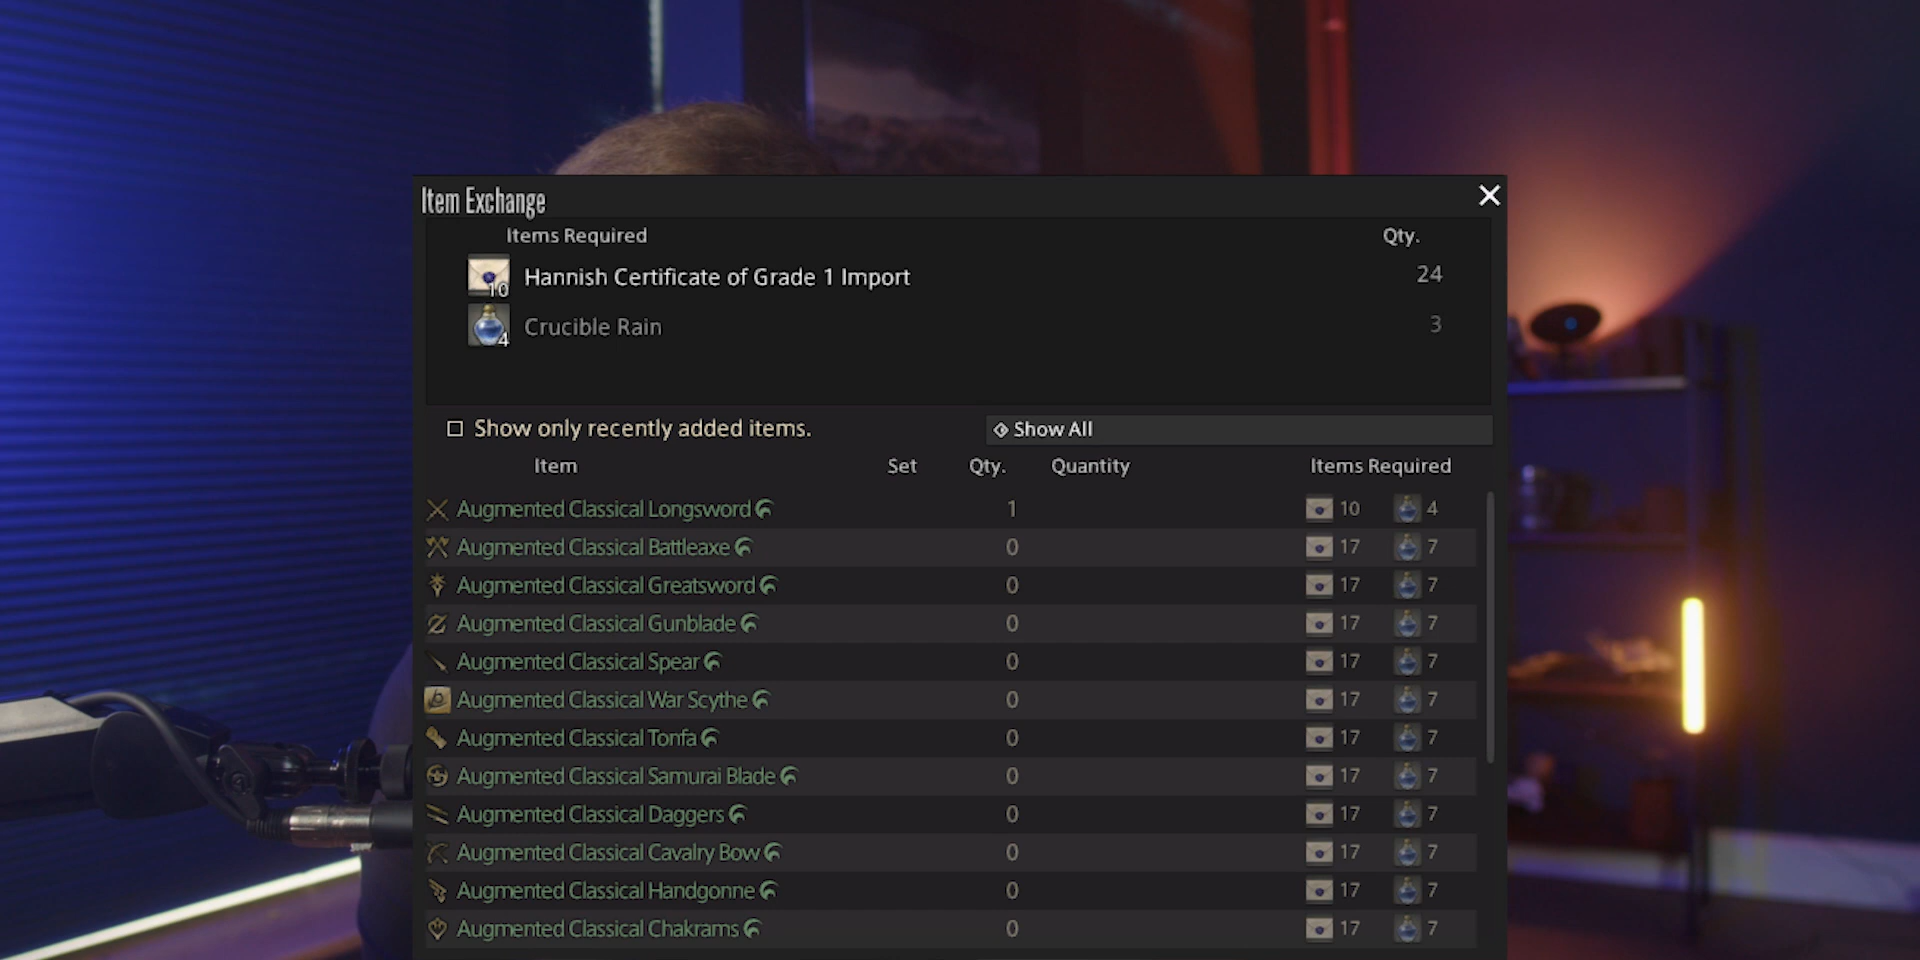 Item Exchange
Items Required Qty.
10 Hannish Certificate of Grade 1 Import 24
4 Crucible Rain 3
Show only recently added items. Show All
Item Set Qty. Quantity Items Required
Augmented Classical Longsword 1 10 4
Augmented Classical Battleaxe 0 17 7
Augmented Classical Greatsword 0 17 7
Augmented Classical Gunblade 0 17 7
Augmented Classical Spear 0 17 7
Augmented Classical War Scythe 0 17 7
Augmented Classical Tonfa 0 17 7
Augmented Classical Samurai Blade 0 17 7
Augmented Classical Daggers 0 17 7
Augmented Classical Cavalry Bow 0 17 7
Augmented Classical Handgonne 0 17 7
Augmented Classical Chakrams 0 17 7